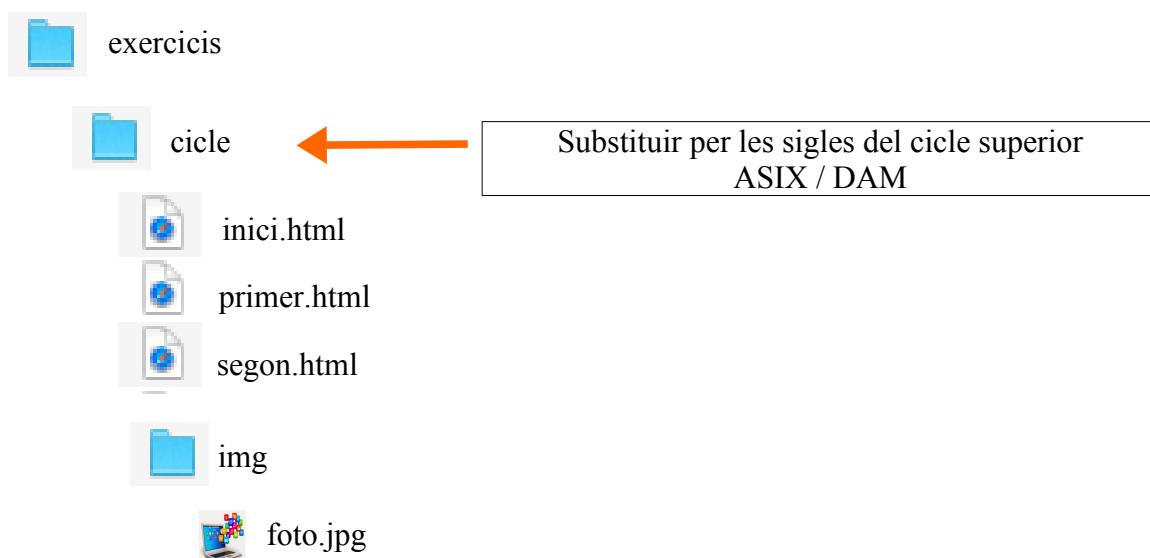 exercicis
cicle
Substituir per les sigles del cicle superior
ASIX / DAM
inici.html
primer.html
segon.html
img
foto.jpg